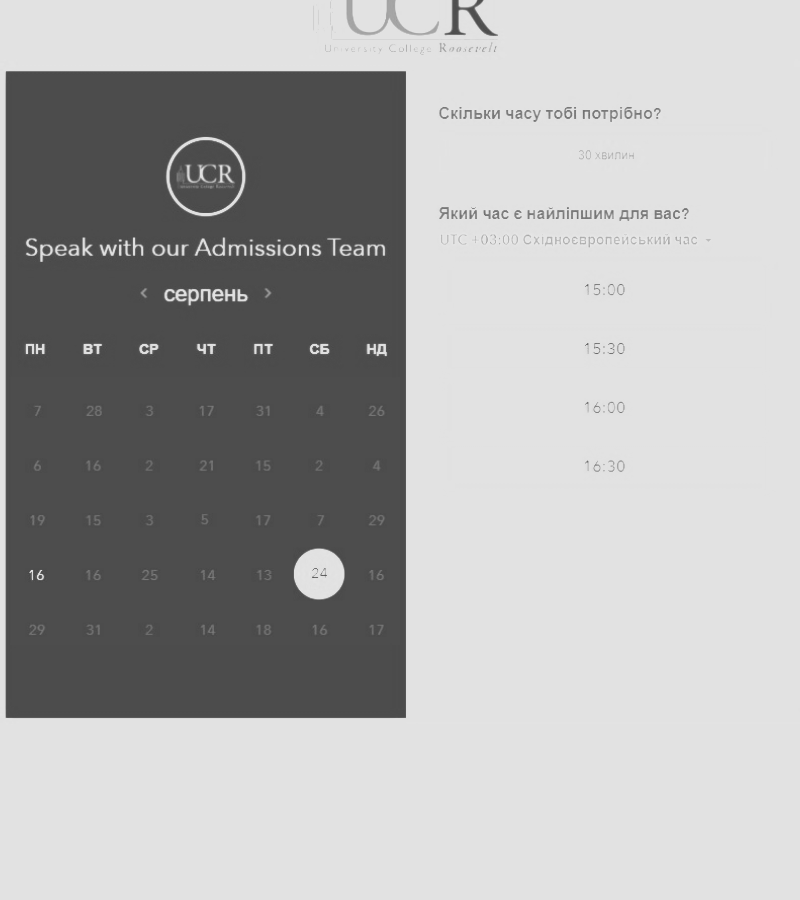 UCR
University College Roosevelt
UCR
University College Roosevelt
Speak with our Admissions Team
< серпень >
ПН ВТ СР ЧТ ПТ СБ НД
7 28 3 17 31 4 26
6 16 2 21 15 2 4
19 15 3 5 17 7 29
16 16 25 14 13 24 16
29 31 2 14 18 16 17
Скільки часу тобі потрібно?
30 хвилин
Який час є найліпшим для вас?
UTC +03:00 Східноєвропейський час
15:00
15:30
16:00
16:30